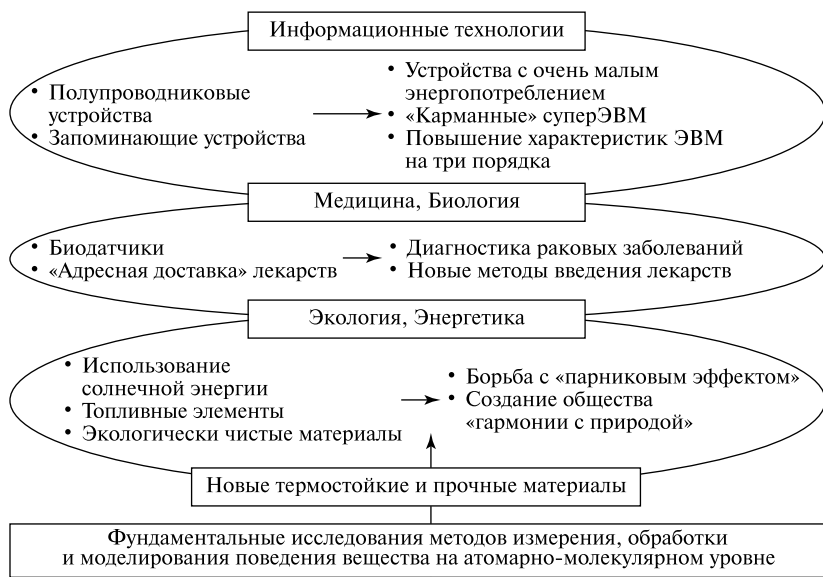 Информационные технологии
• Полупроводниковые
устройства
• Запоминающие устройства
• Устройства с очень малым
энергопотреблением
• «Карманные» суперЭВМ
• Повышение характеристик ЭВМ
на три порядка
Медицина, Биология
• Биодатчики
• «Адресная доставка» лекарств
• Диагностика раковых заболеваний
• Новые методы введения лекарств
Экология, Энергетика
• Использование
солнечной энергии
• Топливные элементы
• Экологически чистые материалы
• Борьба с «парниковым эффектом»
• Создание общества
«гармонии с природой»
Новые термостойкие и прочные материалы
Фундаментальные исследования методов измерения, обработки
и моделирования поведения вещества на атомарно-молекулярном уровне